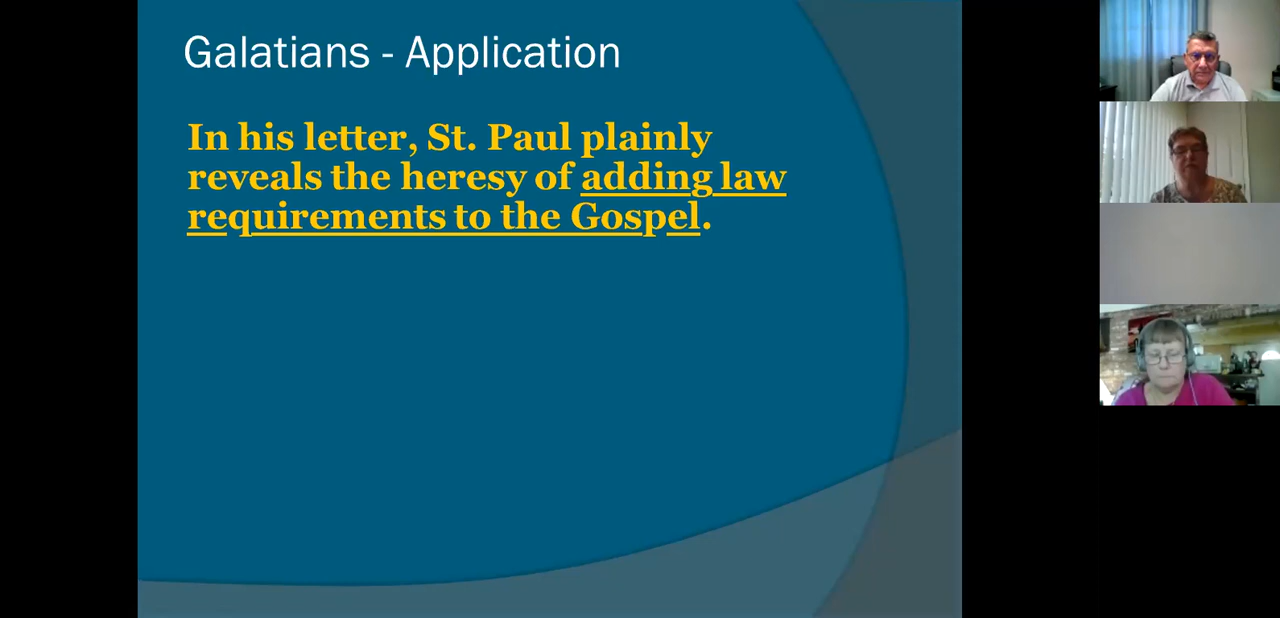 Galatians - Application
In his letter, St. Paul plainly
reveals the heresy of adding law
requirements to the Gospel.